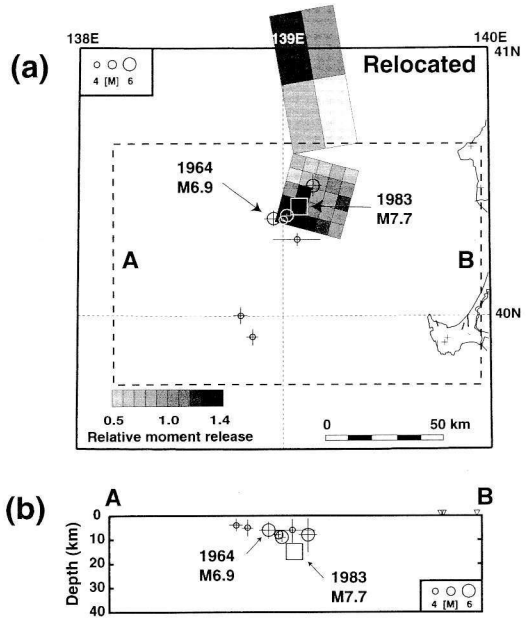 138E
139E
140E
41N
(a)
4 [M] 6
Relocated
1964
M6.9
1983
M7.7
A
B
40N
0.5 1.0 1.4
Relative moment release
0 50 km
(b)
A
B
Depth (km)
0
10
20
30
40
1964
M6.9
1983
M7.7
4 [M] 6